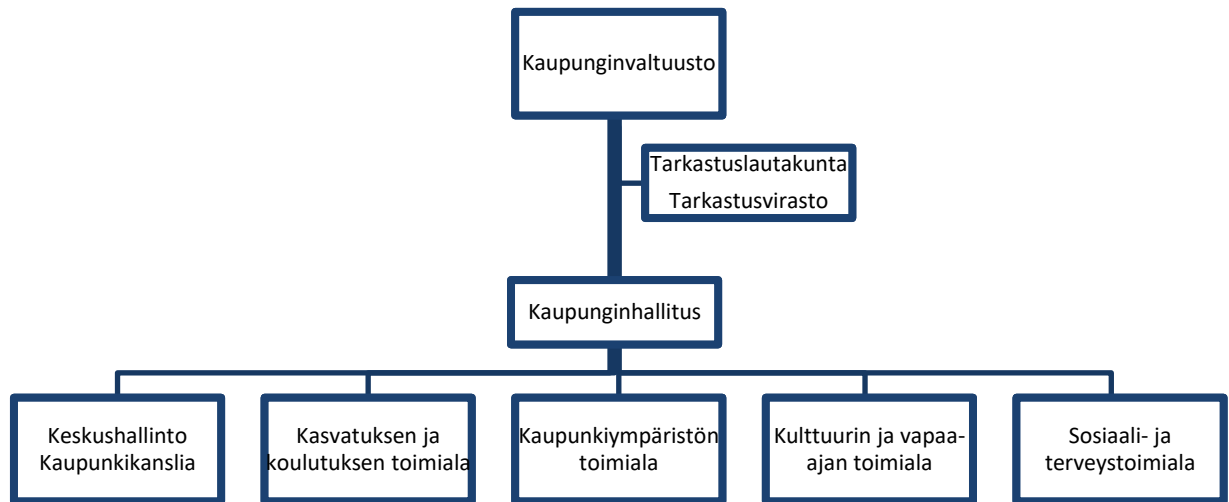 Kaupunginvaltuusto
Tarkastuslautakunta
Tarkastusvirasto
Kaupunginhallitus
Keskushallinto
Kaupunkikanslia
Kasvatuksen ja
koulutuksen toimiala
Kaupunkiympäristön
toimiala
Kulttuurin ja vapaa-
ajan toimiala
Sosiaali- ja
terveystoimiala